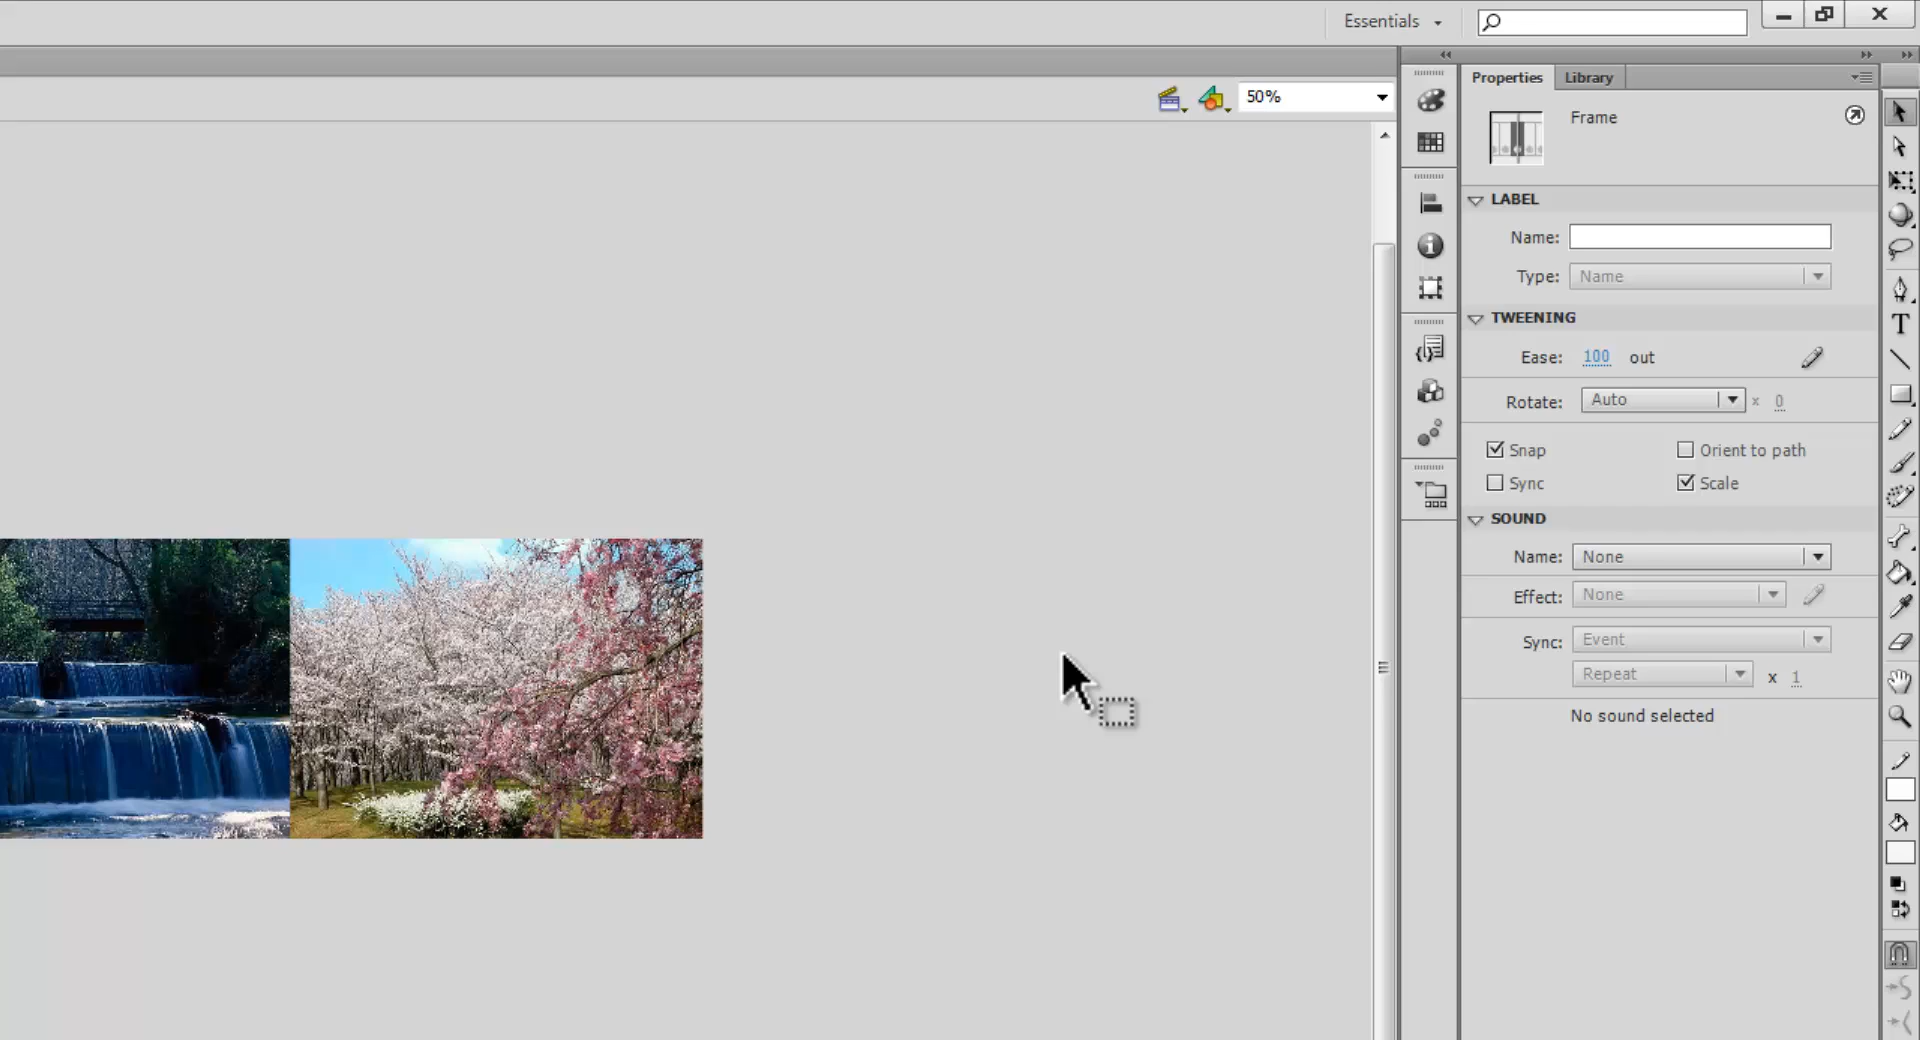 Essentials
50%
Properties Library
Frame
LABEL
Name:
Type: Name
TWEENING
Ease: 100 out
Rotate: Auto x 0
Snap Orient to path
Sync Scale
SOUND
Name: None
Effect: None
Sync: Event
Repeat x 1
No sound selected